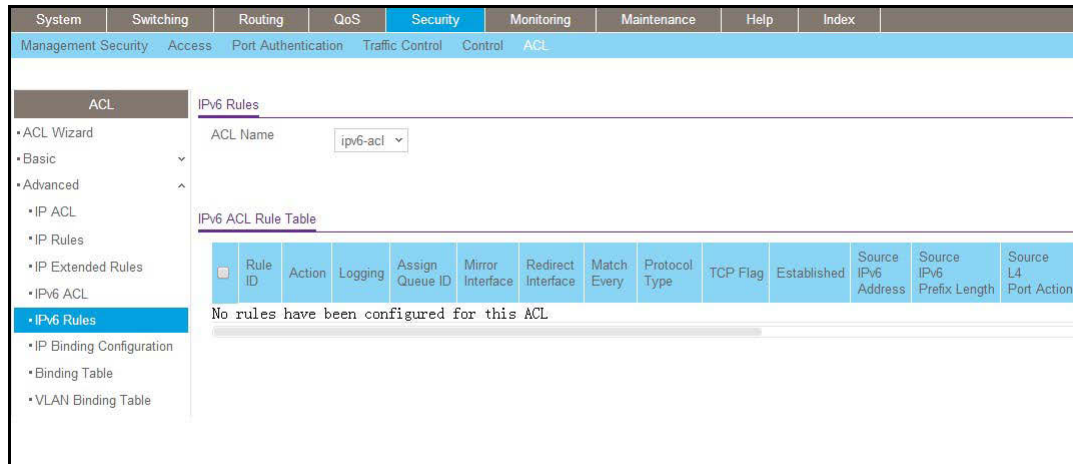 System Switching Routing QoS Security Monitoring Maintenance Help Index
Management Security Access Port Authentication Traffic Control Control ACL
ACL
• ACL Wizard
• Basic
• Advanced
• IP ACL
• IP Rules
• IP Extended Rules
• IPv6 ACL
• IPv6 Rules
• IP Binding Configuration
• Binding Table
• VLAN Binding Table
IPv6 Rules
ACL Name ipv6-acl
IPv6 ACL Rule Table
Rule ID Action Logging Assign Queue ID Mirror Interface Redirect Interface Match Every Protocol Type TCP Flag Established Source IPv6 Address Source IPv6 Prefix Length Source L4 Port Action
No rules have been configured for this ACL